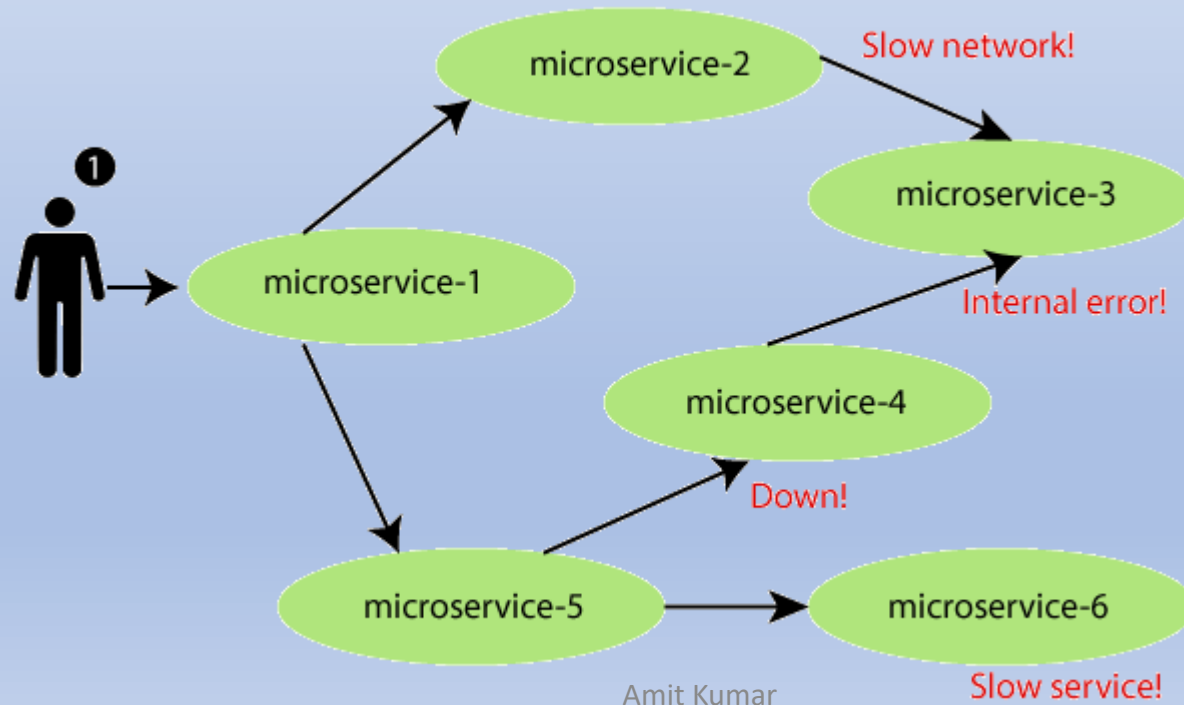 microservice-2
Slow network!
1
microservice-3
microservice-1
Internal error!
microservice-4
Down!
microservice-5
microservice-6
Amit Kumar
Slow service!